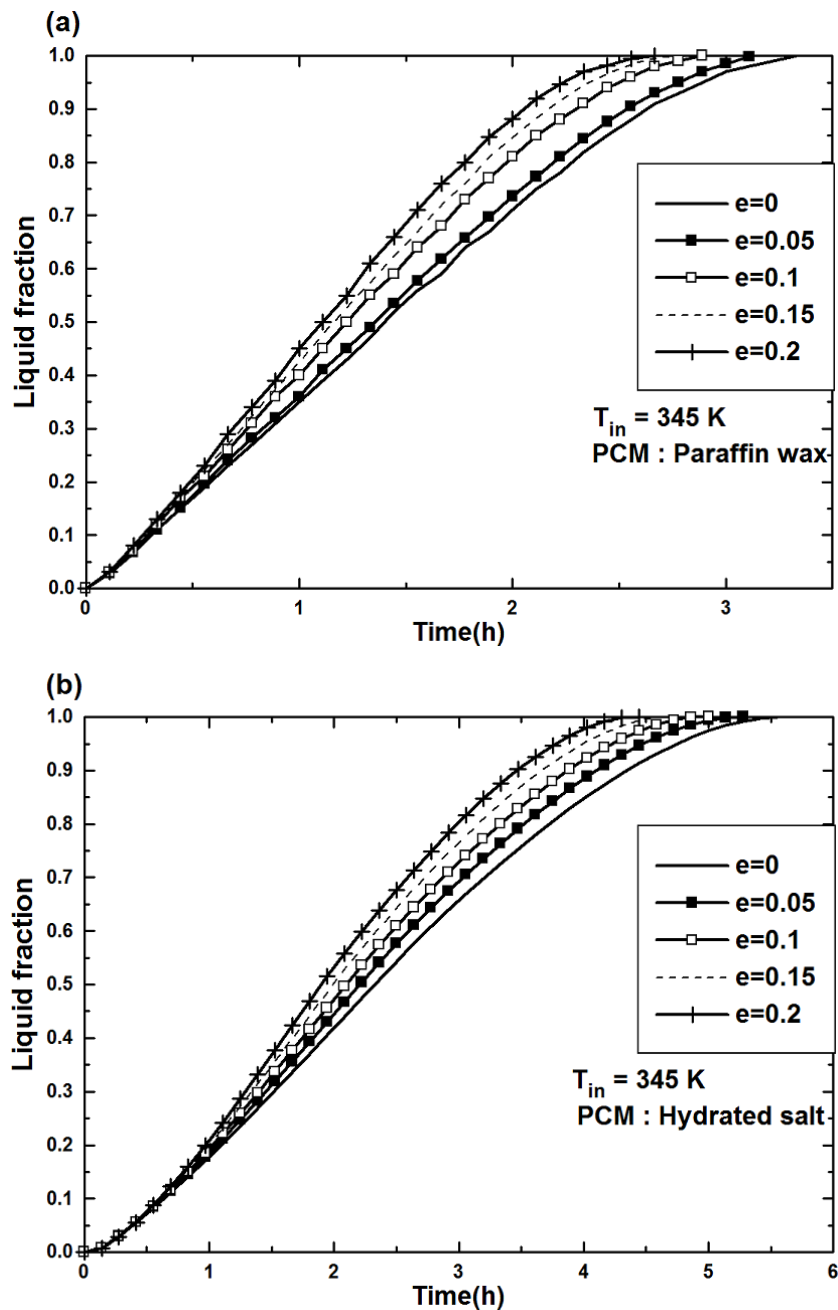 (a)
1.0
0.9
0.8
0.7
0.6
0.5
0.4
0.3
0.2
0.1
0.0
Liquid fraction
e=0
e=0.05
e=0.1
e=0.15
e=0.2
T_in = 345 K
PCM : Paraffin wax
0 1 2 3
Time(h)
(b)
1.0
0.9
0.8
0.7
0.6
0.5
0.4
0.3
0.2
0.1
0.0
Liquid fraction
e=0
e=0.05
e=0.1
e=0.15
e=0.2
T_in = 345 K
PCM : Hydrated salt
0 1 2 3 4 5 6
Time(h)